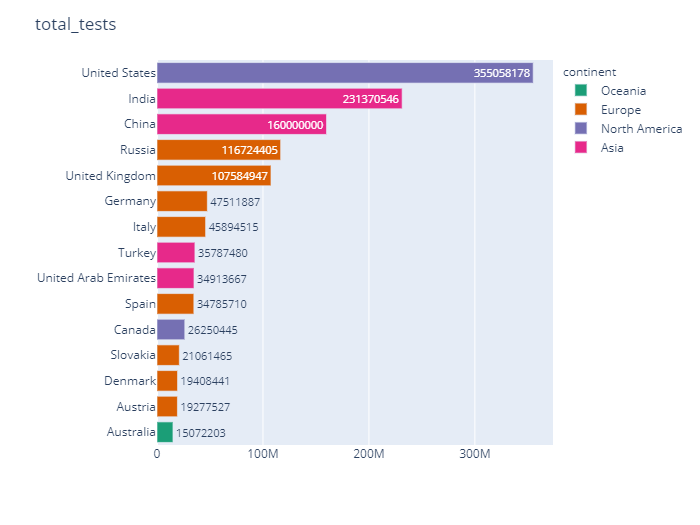 total_tests
United States 355058178
India 231370546
China 160000000
Russia 116724405
United Kingdom 107584947
Germany 47511887
Italy 45894515
Turkey 35787480
United Arab Emirates 34913667
Spain 34785710
Canada 26250445
Slovakia 21061465
Denmark 19408441
Austria 19277527
Australia 15072203
0 100M 200M 300M
continent
Oceania
Europe
North America
Asia